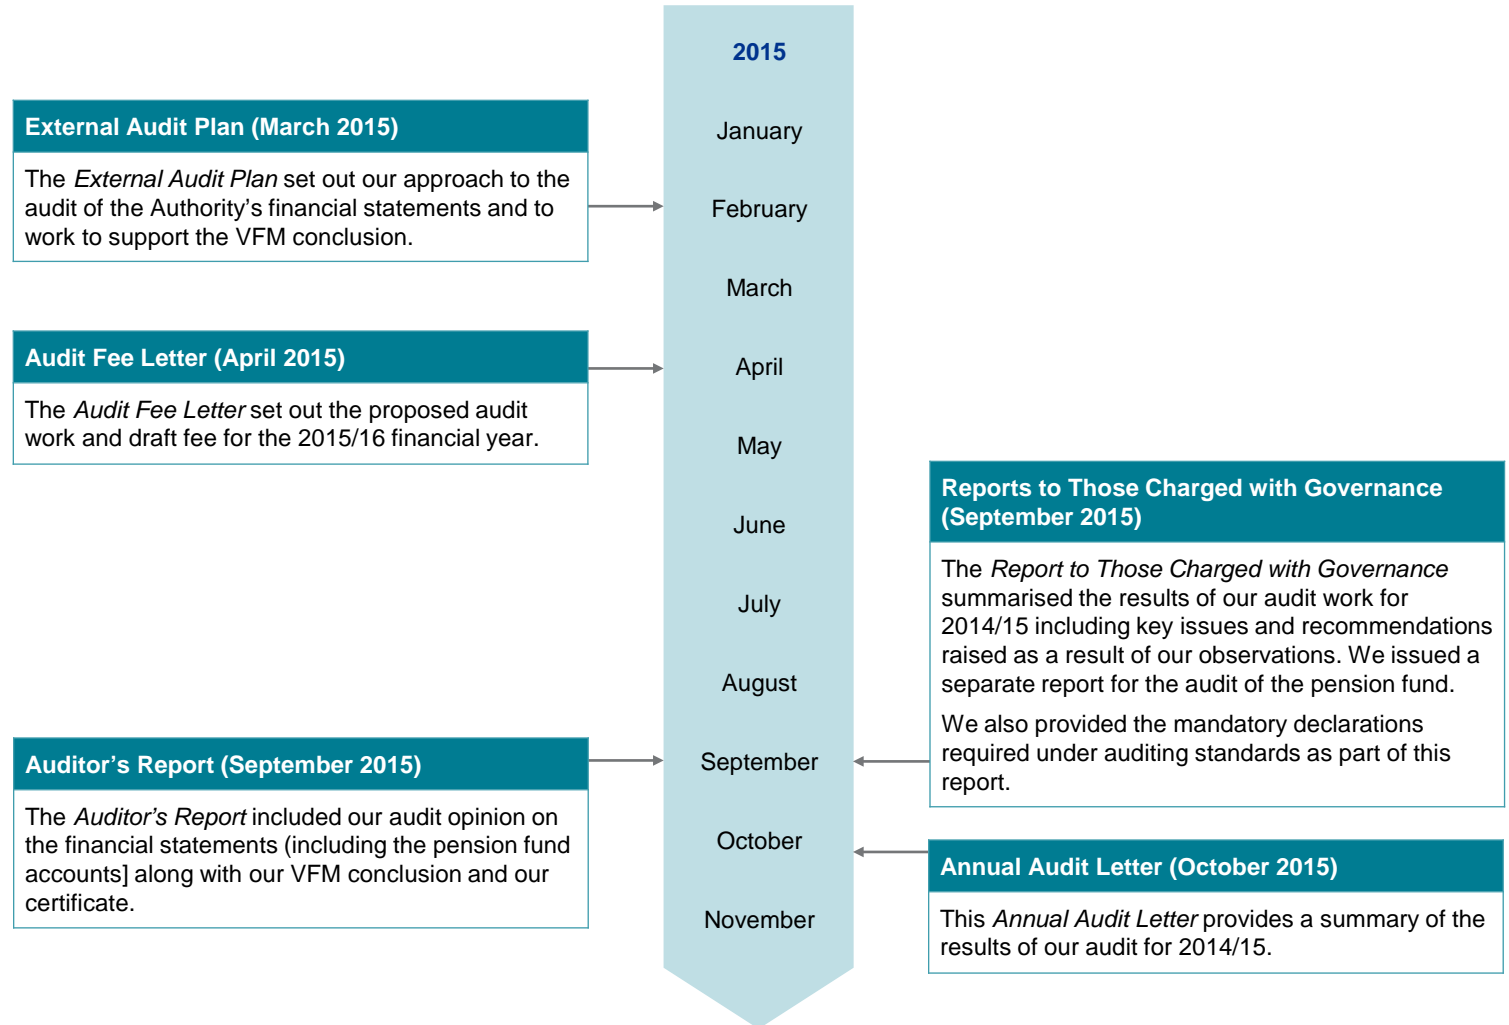 2015
January
February
March
April
May
June
July
August
September
October
November
External Audit Plan (March 2015)
The External Audit Plan set out our approach to the
audit of the Authority’s financial statements and to
work to support the VFM conclusion.
Audit Fee Letter (April 2015)
The Audit Fee Letter set out the proposed audit
work and draft fee for the 2015/16 financial year.
Auditor’s Report (September 2015)
The Auditor’s Report included our audit opinion on
the financial statements (including the pension fund
accounts] along with our VFM conclusion and our
certificate.
Reports to Those Charged with Governance
(September 2015)
The Report to Those Charged with Governance
summarised the results of our audit work for
2014/15 including key issues and recommendations
raised as a result of our observations. We issued a
separate report for the audit of the pension fund.
We also provided the mandatory declarations
required under auditing standards as part of this
report.
Annual Audit Letter (October 2015)
This Annual Audit Letter provides a summary of the
results of our audit for 2014/15.